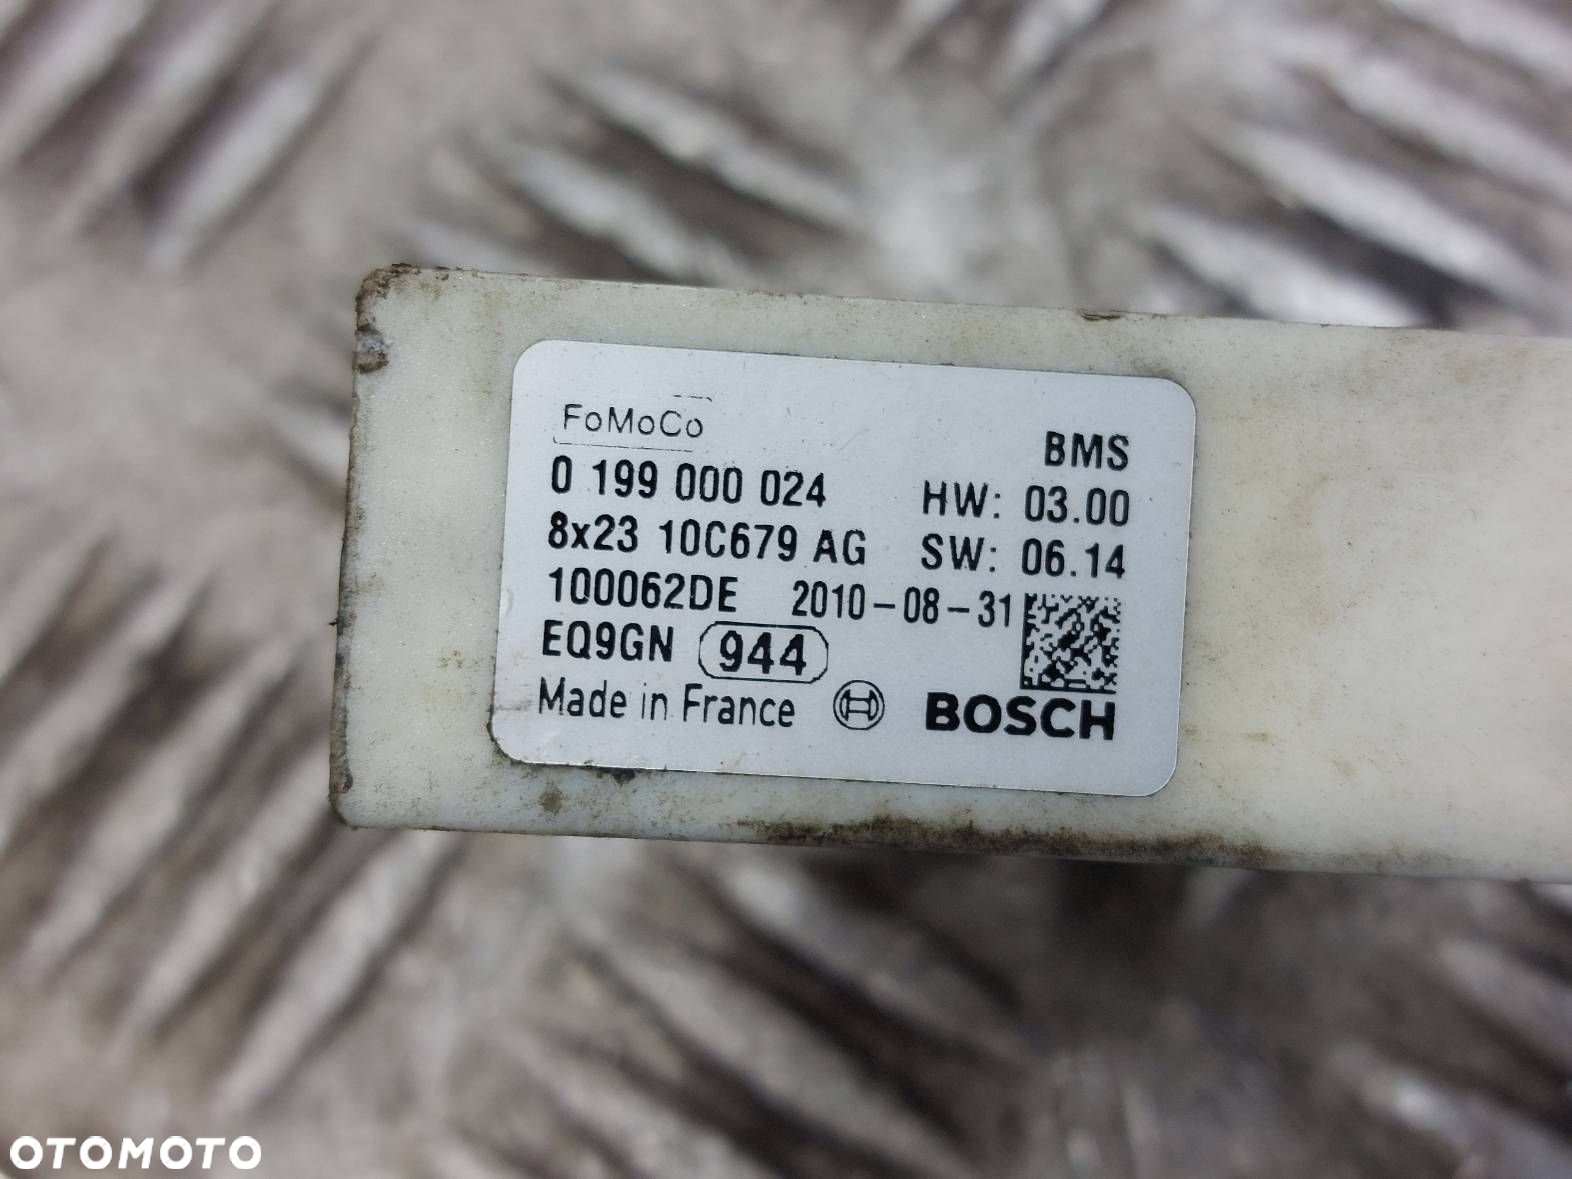 FoMoCo
BMS
0 199 000 024 HW: 03.00
8x23 10C679 AG SW: 06.14
100062DE 2010-08-31
EQ9GN 944
Made in France BOSCH
OTOMOTO